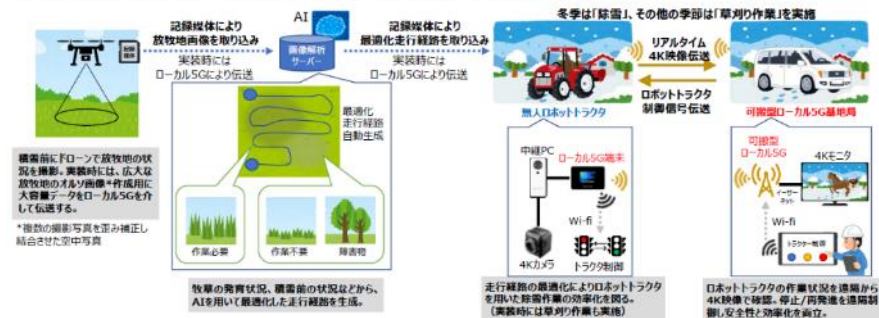 冬季は「除雪」、その他の季節は「草刈り作業」を実施
記録
媒体
記録媒体により
放牧地画像を取り込み
実装時には
ローカル5Gにより伝送
AI
画像解析
サーバー
記録媒体により
最適化走行経路を取り込み
実装時には
ローカル5Gにより伝送
リアルタイム
4K映像伝送
ロボットトラクタ
制御信号伝送
無人ロボットトラクタ
可搬型ローカル5G基地局
積雪前にドローンで放牧地の状
況を撮影。実装時には、広大な
放牧地のオルソ画像*作成用に
大容量データをローカル5Gを介
して伝送する。
*複数の撮影写真を歪み補正し
結合させた空中写真
最適化
走行経路
自動生成
作業必要
作業不要
障害物
牧草の発育状況、積雪前の状況などから、
AIを用いて最適化した走行経路を生成。
中継PC
ローカル5G端末
Wi-fi
4Kカメラ
トラクタ制御
走行経路の最適化によりロボットトラクタ
を用いた除雪作業の効率化を図る。
(実装時には草刈り作業も実施)
可搬型
ローカル5G
4Kモニタ
イーサー
ネット
Wi-fi
トラクター制御
ロボットトラクタの作業状況を遠隔から
4K映像で確認。停止/再発進を遠隔制
御し安全性と効率化を両立。